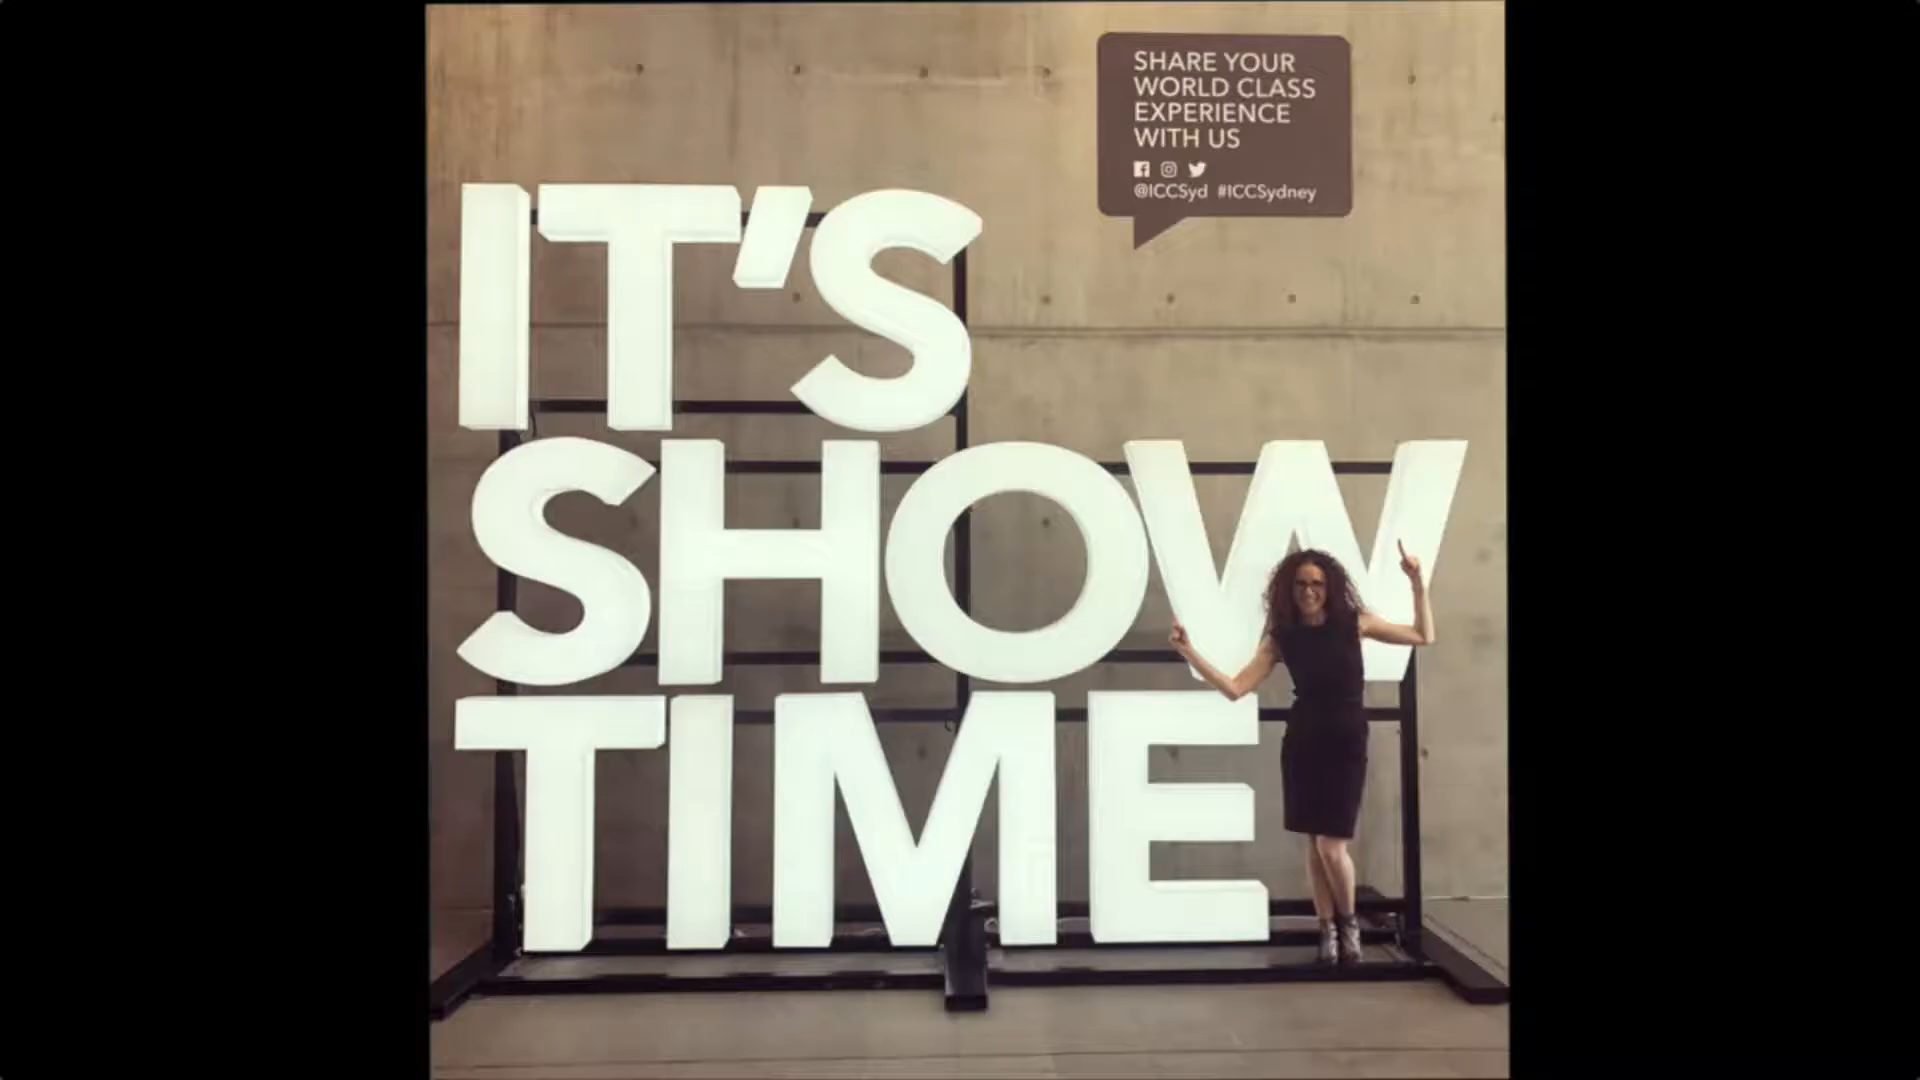 SHARE YOUR
WORLD CLASS
EXPERIENCE
WITH US
@ICCSyd #ICCSydney
IT'S
SHOW
TIME